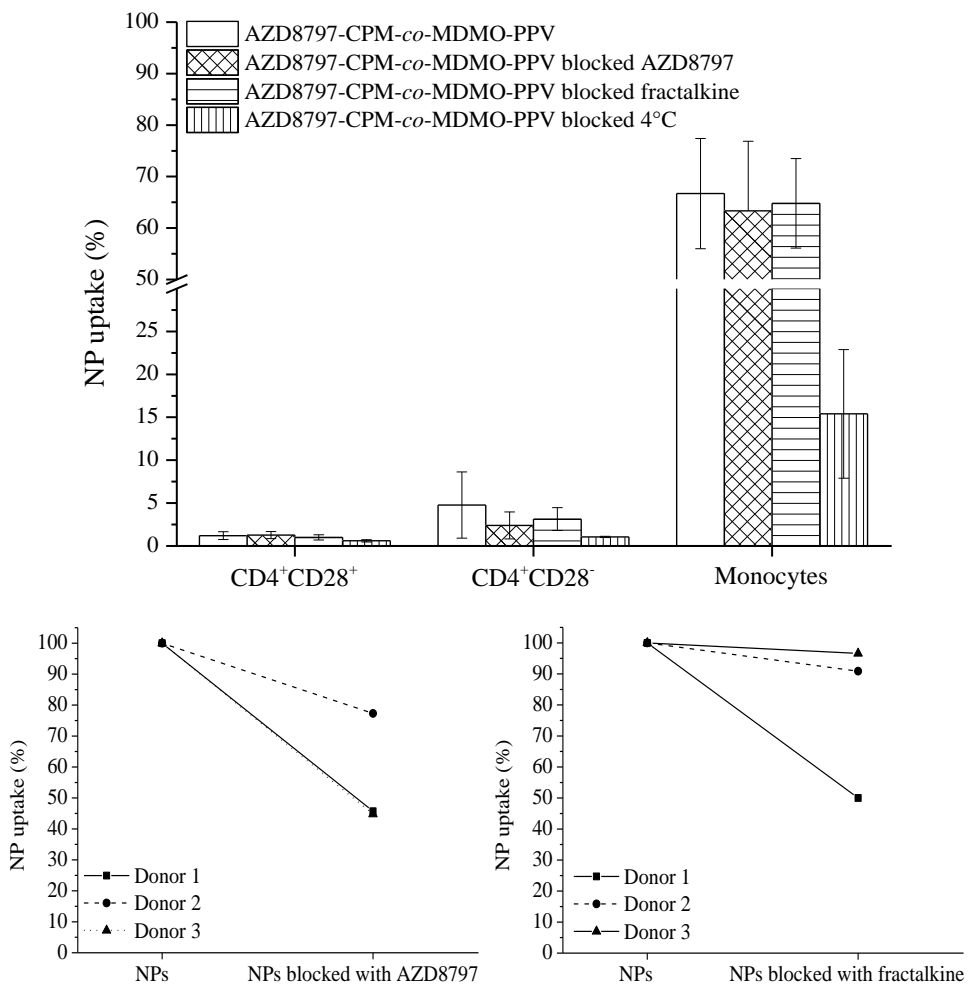 AZD8797-CPM-co-MDMO-PPV
AZD8797-CPM-co-MDMO-PPV blocked AZD8797
AZD8797-CPM-co-MDMO-PPV blocked fractalkine
AZD8797-CPM-co-MDMO-PPV blocked 4°C
NP uptake (%)
100
90
80
70
60
50
25
20
15
10
5
0
CD4⁺CD28⁺ CD4⁺CD28⁻ Monocytes
NP uptake (%)
100
90
80
70
60
50
40
30
20
10
0
Donor 1
Donor 2
Donor 3
NPs NPs blocked with AZD8797
NP uptake (%)
100
90
80
70
60
50
40
30
20
10
0
Donor 1
Donor 2
Donor 3
NPs NPs blocked with fractalkine